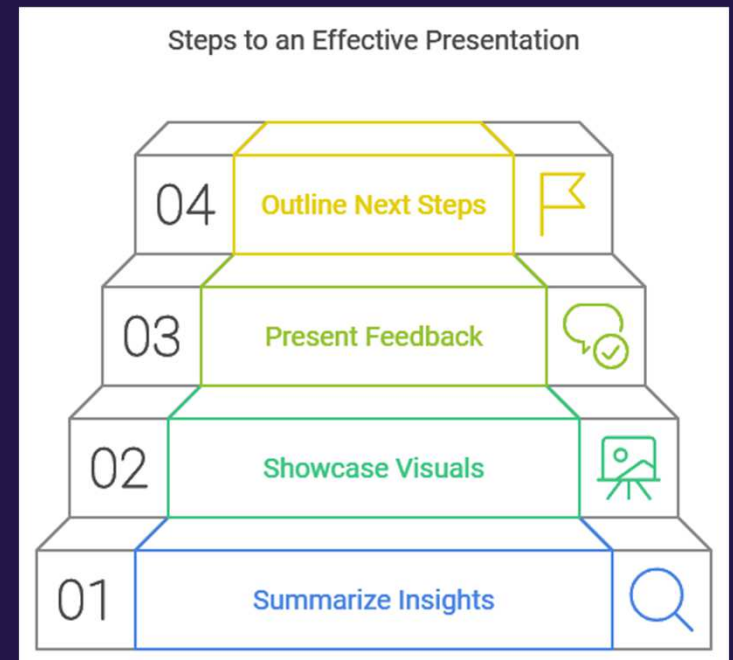 Steps to an Effective Presentation
04
Outline Next Steps
03
Present Feedback
02
Showcase Visuals
01
Summarize Insights